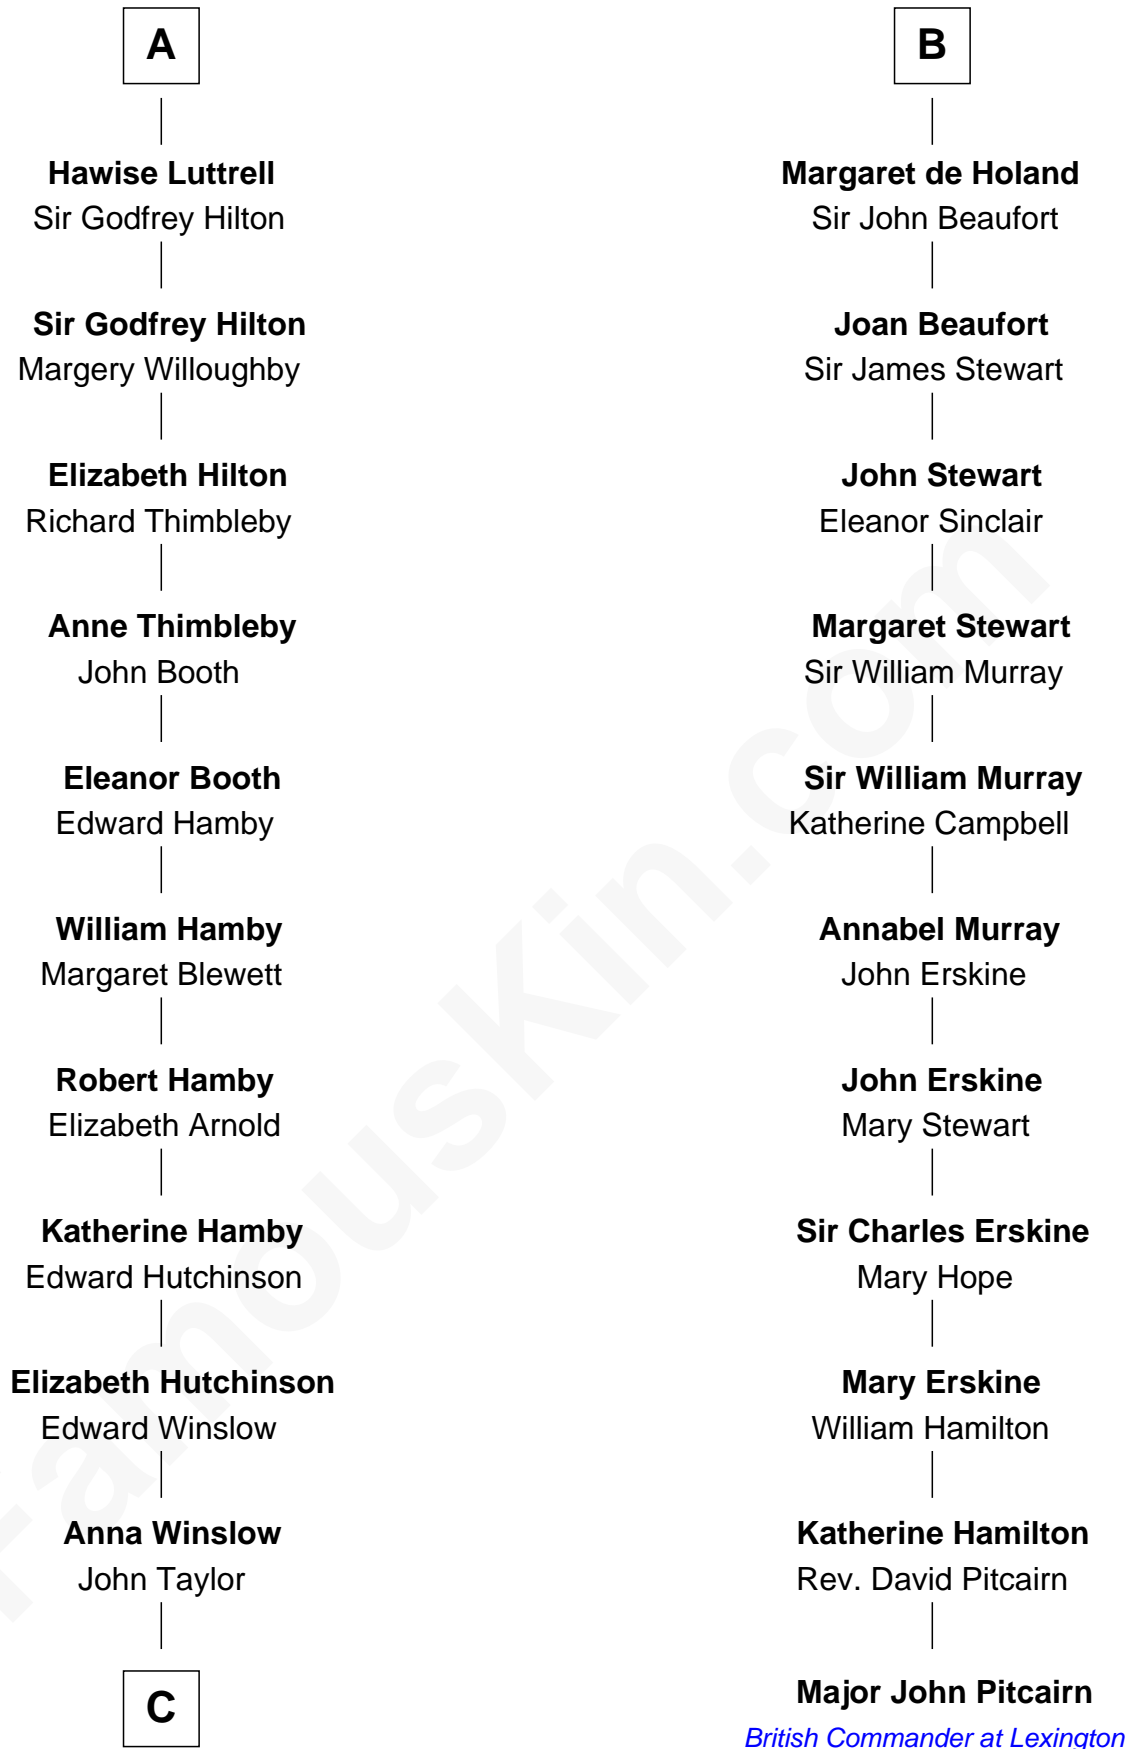 A
Hawise Luttrell
Sir Godfrey Hilton
Sir Godfrey Hilton
Margery Willoughby
Elizabeth Hilton
Richard Thimbleby
Anne Thimbleby
John Booth
Eleanor Booth
Edward Hamby
William Hamby
Margaret Blewett
Robert Hamby
Elizabeth Arnold
Katherine Hamby
Edward Hutchinson
Elizabeth Hutchinson
Edward Winslow
Anna Winslow
John Taylor
C
B
Margaret de Holand
Sir John Beaufort
Joan Beaufort
Sir James Stewart
John Stewart
Eleanor Sinclair
Margaret Stewart
Sir William Murray
Sir William Murray
Katherine Campbell
Annabel Murray
John Erskine
John Erskine
Mary Stewart
Sir Charles Erskine
Mary Hope
Mary Erskine
William Hamilton
Katherine Hamilton
Rev. David Pitcairn
Major John Pitcairn
British Commander at Lexington
FamousKin.com